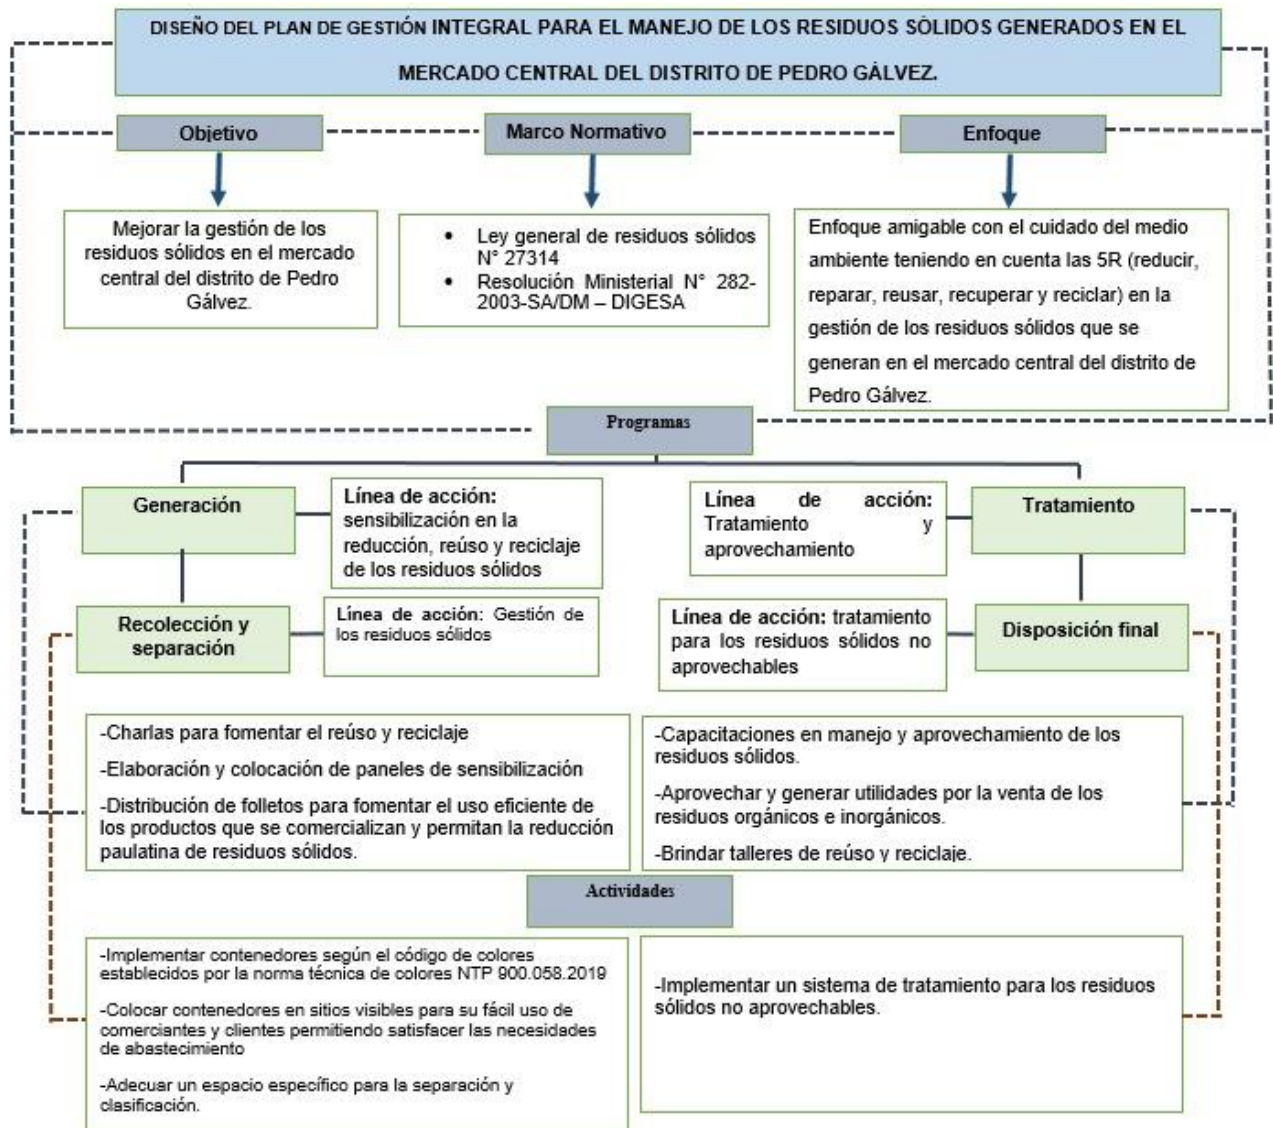 DISEÑO DEL PLAN DE GESTIÓN INTEGRAL PARA EL MANEJO DE LOS RESIDUOS SÓLIDOS GENERADOS EN EL
MERCADO CENTRAL DEL DISTRITO DE PEDRO GÁLVEZ.
Objetivo
Mejorar la gestión de los
residuos sólidos en el mercado
central del distrito de Pedro
Gálvez.
Marco Normativo
• Ley general de residuos sólidos
N° 27314
• Resolución Ministerial N° 282-
2003-SA/DM – DIGESA
Enfoque
Enfoque amigable con el cuidado del medio
ambiente teniendo en cuenta las 5R (reducir,
reparar, reusar, recuperar y reciclar) en la
gestión de los residuos sólidos que se
generan en el mercado central del distrito de
Pedro Gálvez.
Programas
Generación
Línea de acción:
sensibilización en la
reducción, reúso y reciclaje
de los residuos sólidos
Línea de acción:
Tratamiento y
aprovechamiento
Tratamiento
Recolección y
separación
Línea de acción: Gestión de
los residuos sólidos
Línea de acción: tratamiento
para los residuos sólidos no
aprovechables
Disposición final
-Charlas para fomentar el reúso y reciclaje
-Elaboración y colocación de paneles de sensibilización
-Distribución de folletos para fomentar el uso eficiente de
los productos que se comercializan y permitan la reducción
paulatina de residuos sólidos.
-Capacitaciones en manejo y aprovechamiento de los
residuos sólidos.
-Aprovechar y generar utilidades por la venta de los
residuos orgánicos e inorgánicos.
-Brindar talleres de reúso y reciclaje.
Actividades
-Implementar contenedores según el código de colores
establecidos por la norma técnica de colores NTP 900.058.2019
-Colocar contenedores en sitios visibles para su fácil uso de
comerciantes y clientes permitiendo satisfacer las necesidades
de abastecimiento
-Adecuar un espacio específico para la separación y
clasificación.
-Implementar un sistema de tratamiento para los residuos
sólidos no aprovechables.